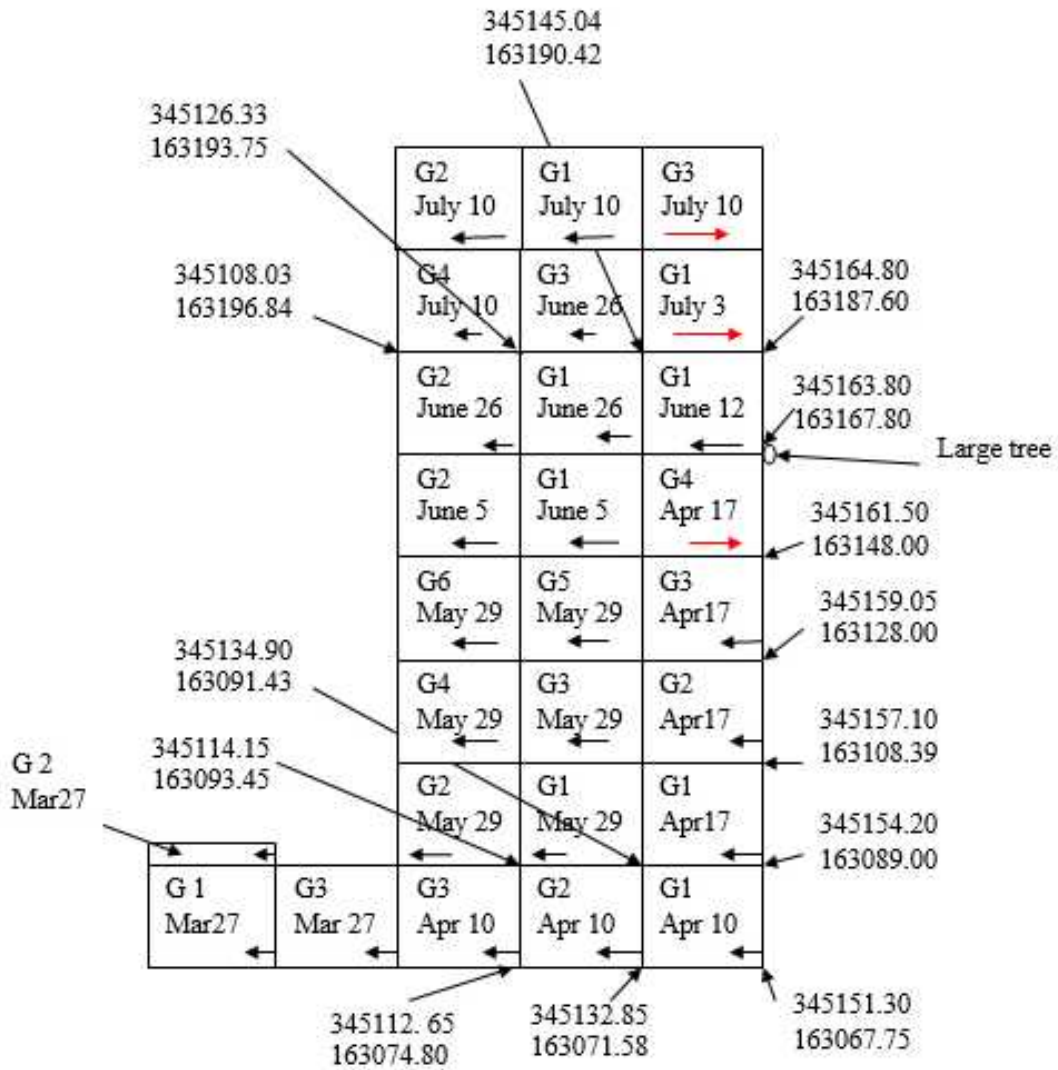 345145.04
163190.42
345126.33
163193.75
G2
July 10
G1
July 10
G3
July 10
345108.03
163196.84
G4
July 10
G3
June 26
G1
July 3
345164.80
163187.60
G2
June 26
G1
June 26
G1
June 12
345163.80
163167.80
Large tree
G2
June 5
G1
June 5
G4
Apr 17
345161.50
163148.00
G6
May 29
G5
May 29
G3
Apr17
345159.05
163128.00
345134.90
163091.43
G4
May 29
G3
May 29
G2
Apr17
345157.10
163108.39
345114.15
163093.45
G 2
Mar27
G2
May 29
G1
May 29
G1
Apr17
345154.20
163089.00
G 1
Mar27
G3
Mar 27
G3
Apr 10
G2
Apr 10
G1
Apr 10
345112. 65
163074.80
345132.85
163071.58
345151.30
163067.75